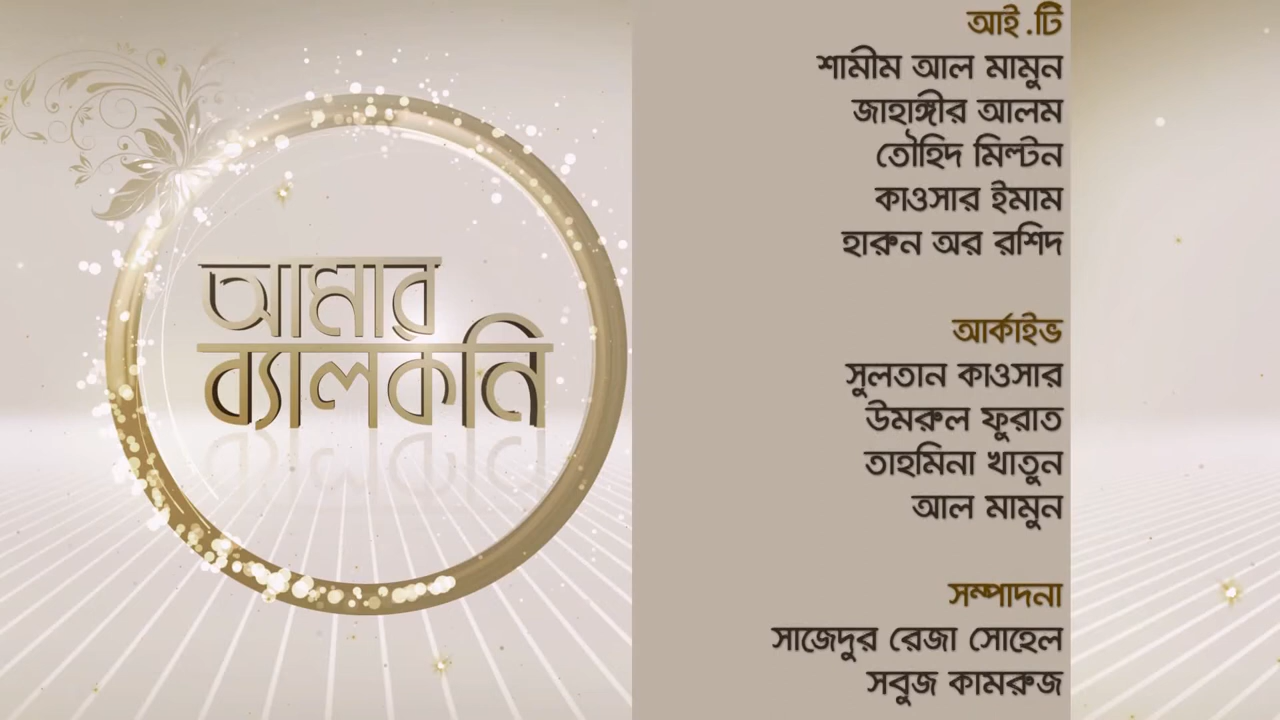 আমার
ব্যালকনি
আই.টি
শামীম আল মামুন
জাহাঙ্গীর আলম
তৌহিদ মিল্টন
কাওসার ইমাম
হারুন অর রশিদ
আর্কাইভ
সুলতান কাওসার
উমরুল ফুরাত
তাহমিনা খাতুন
আল মামুন
সম্পাদনা
সাজেদুর রেজা সোহেল
সবুজ কামরুজ